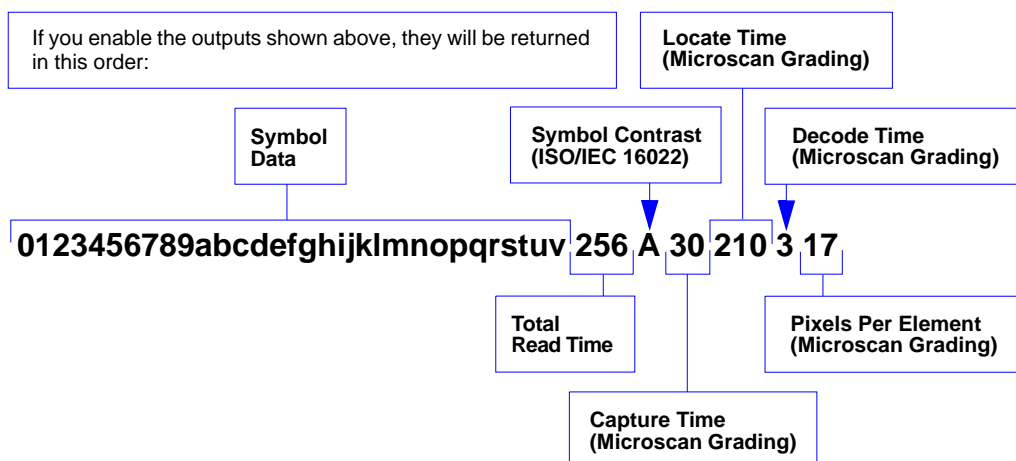 If you enable the outputs shown above, they will be returned
in this order:
Locate Time
(Microscan Grading)
Symbol
Data
Symbol Contrast
(ISO/IEC 16022)
Decode Time
(Microscan Grading)
0123456789abcdefghijklmnopqrstuv 256 A 30 210 3 17
Total
Read Time
Pixels Per Element
(Microscan Grading)
Capture Time
(Microscan Grading)